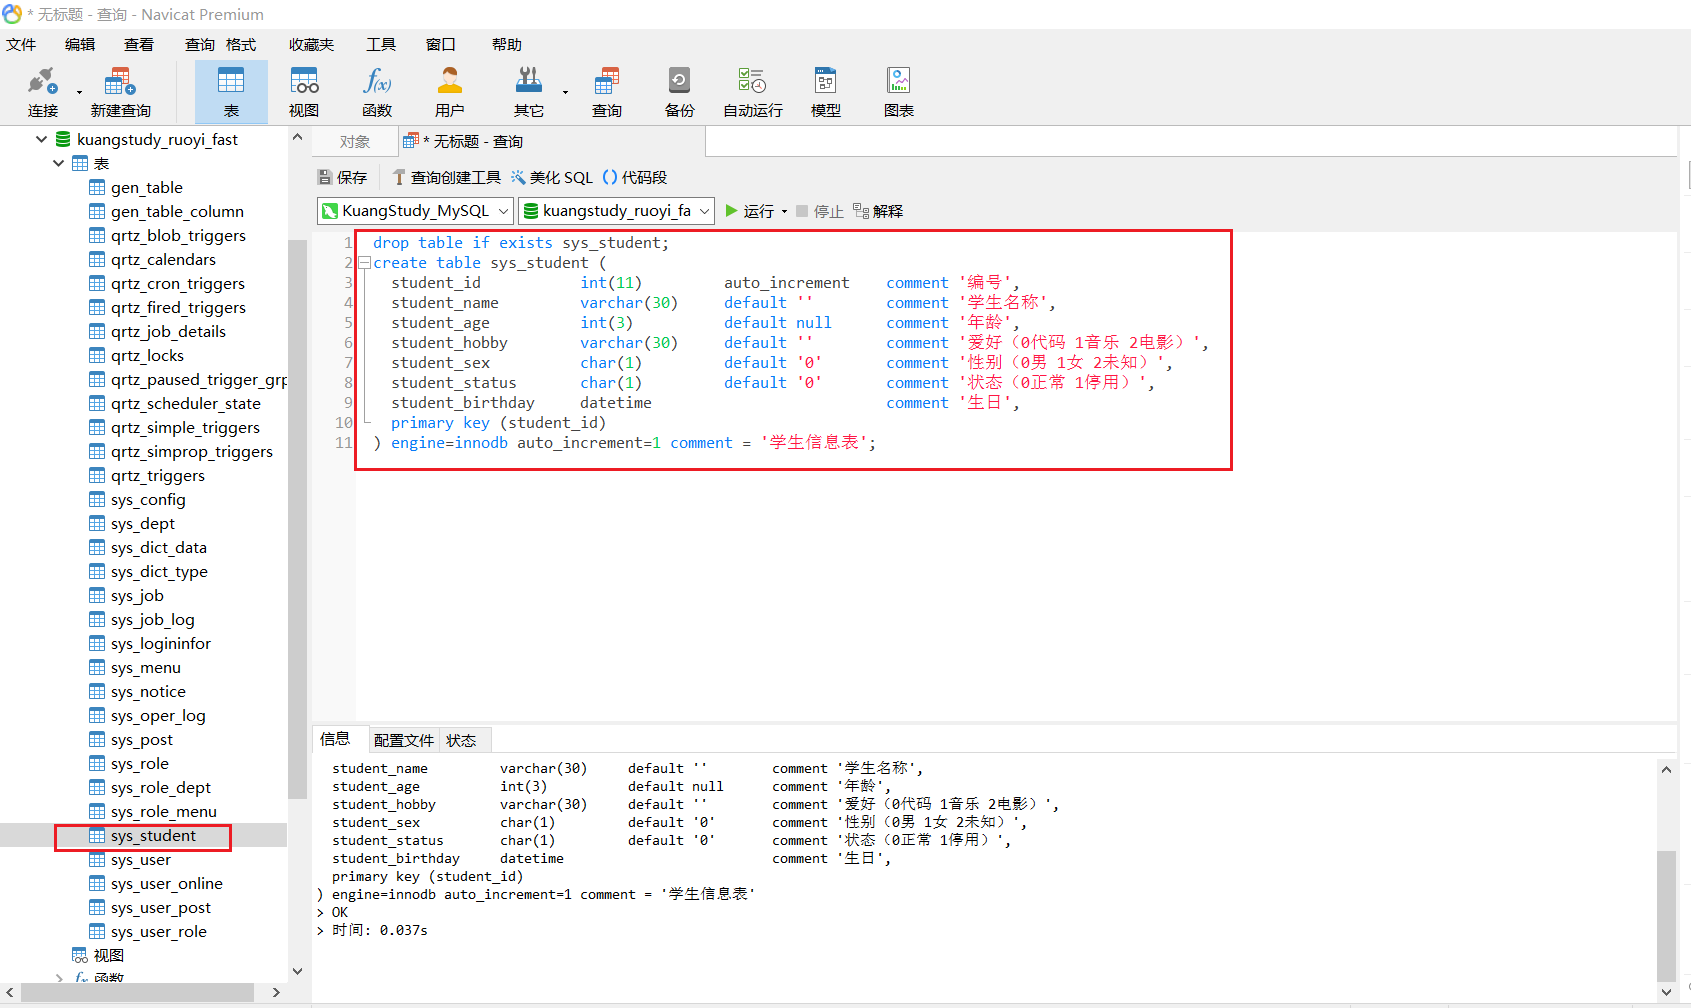 * 无标题 - 查询 - Navicat Premium
文件 编辑 查看 查询 格式 收藏夹 工具 窗口 帮助
连接 新建查询 表 视图 函数 用户 其它 查询 备份 自动运行 模型 图表
kuangstudy_ruoyi_fast
表
gen_table
gen_table_column
qrtz_blob_triggers
qrtz_calendars
qrtz_cron_triggers
qrtz_fired_triggers
qrtz_job_details
qrtz_locks
qrtz_paused_trigger_grp
qrtz_scheduler_state
qrtz_simple_triggers
qrtz_simprop_triggers
qrtz_triggers
sys_config
sys_dept
sys_dict_data
sys_dict_type
sys_job
sys_job_log
sys_logininfor
sys_menu
sys_notice
sys_oper_log
sys_post
sys_role
sys_role_dept
sys_role_menu
sys_student
sys_user
sys_user_online
sys_user_post
sys_user_role
视图
fx 函数
对象 * 无标题 - 查询
保存 查询创建工具 美化 SQL () 代码段
KuangStudy_MySQL kuangstudy_ruoyi_fa 运行 停止 解释
1 drop table if exists sys_student;
2 create table sys_student (
3 student_id int(11) auto_increment comment '编号',
4 student_name varchar(30) default '' comment '学生名称',
5 student_age int(3) default null comment '年龄',
6 student_hobby varchar(30) default '' comment '爱好（0代码 1音乐 2电影）',
7 student_sex char(1) default '0' comment '性别（0男 1女 2未知）',
8 student_status char(1) default '0' comment '状态（0正常 1停用）',
9 student_birthday datetime comment '生日',
10 primary key (student_id)
11 ) engine=innodb auto_increment=1 comment = '学生信息表';
信息 配置文件 状态
student_name varchar(30) default '' comment '学生名称',
student_age int(3) default null comment '年龄',
student_hobby varchar(30) default '' comment '爱好（0代码 1音乐 2电影）',
student_sex char(1) default '0' comment '性别（0男 1女 2未知）',
student_status char(1) default '0' comment '状态（0正常 1停用）',
student_birthday datetime comment '生日',
primary key (student_id)
) engine=innodb auto_increment=1 comment = '学生信息表'
> OK
> 时间: 0.037s